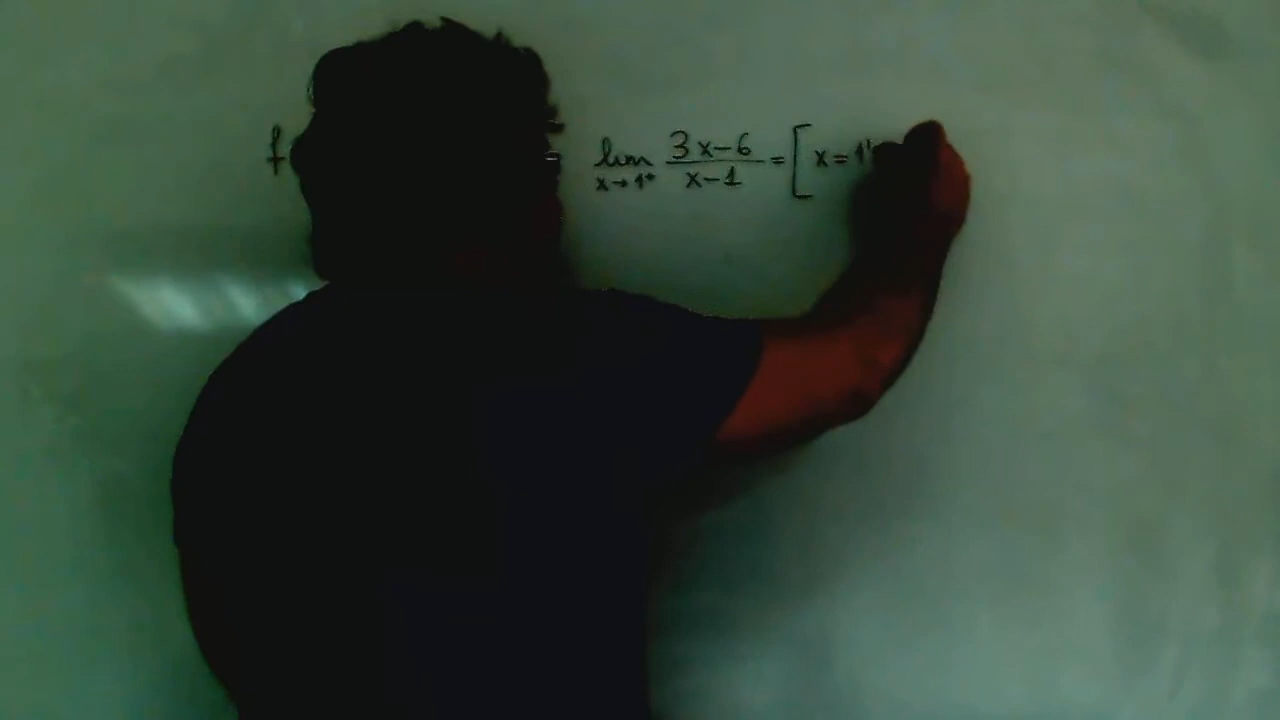 f lim x→1⁺ 3x-6 / x-1 = [ x=1